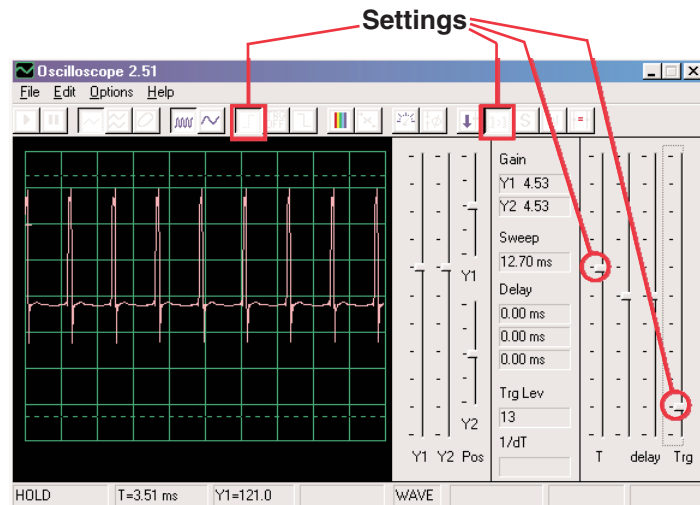 Settings
Oscilloscope 2.51
File Edit Options Help
Gain
Y1 4.53
Y2 4.53
Sweep
12.70 ms
Delay
0.00 ms
0.00 ms
0.00 ms
Trg Lev
13
1/dT
Y1
Y2
Y1 Y2 Pos
T delay Trg
HOLD T=3.51 ms Y1=121.0 WAVE